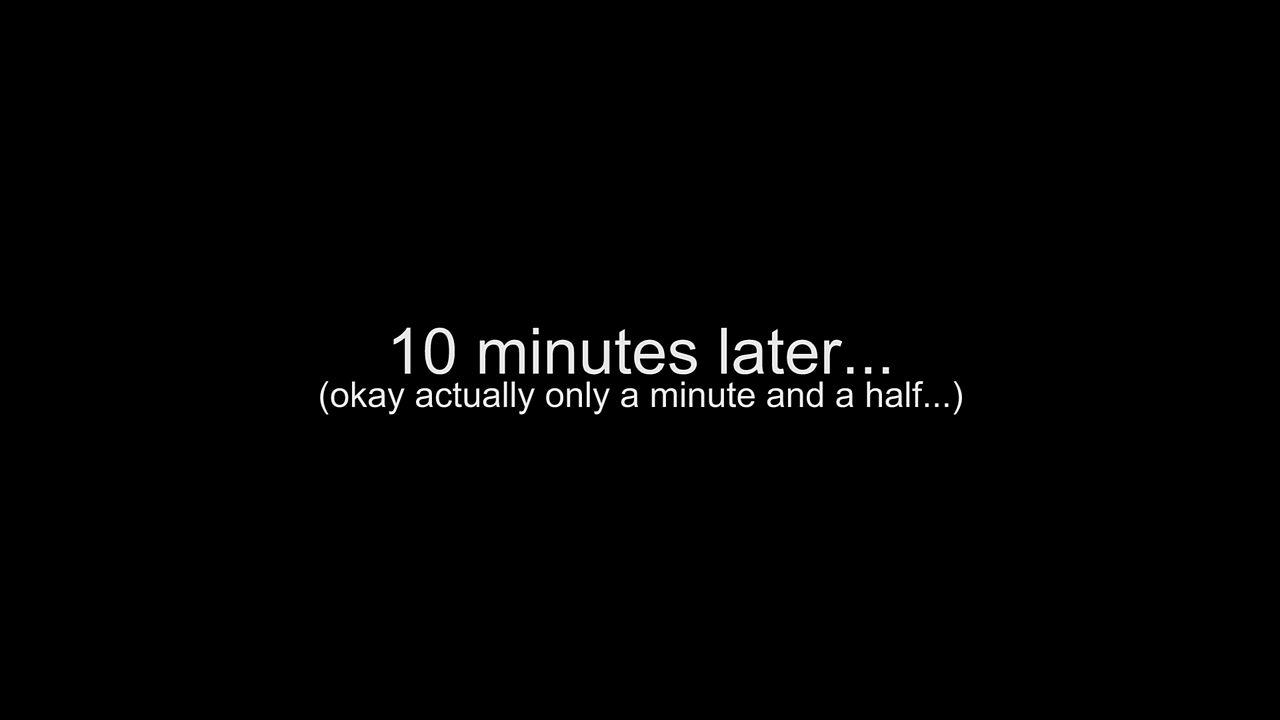 10 minutes later...
(okay actually only a minute and a half...)